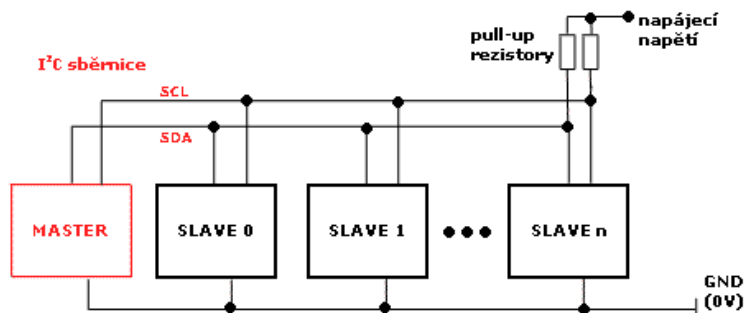 pull-up
rezistory
napájecí
napětí
I²C sběrnice
SCL
SDA
MASTER
SLAVE 0
SLAVE 1
SLAVE n
GND
(0V)